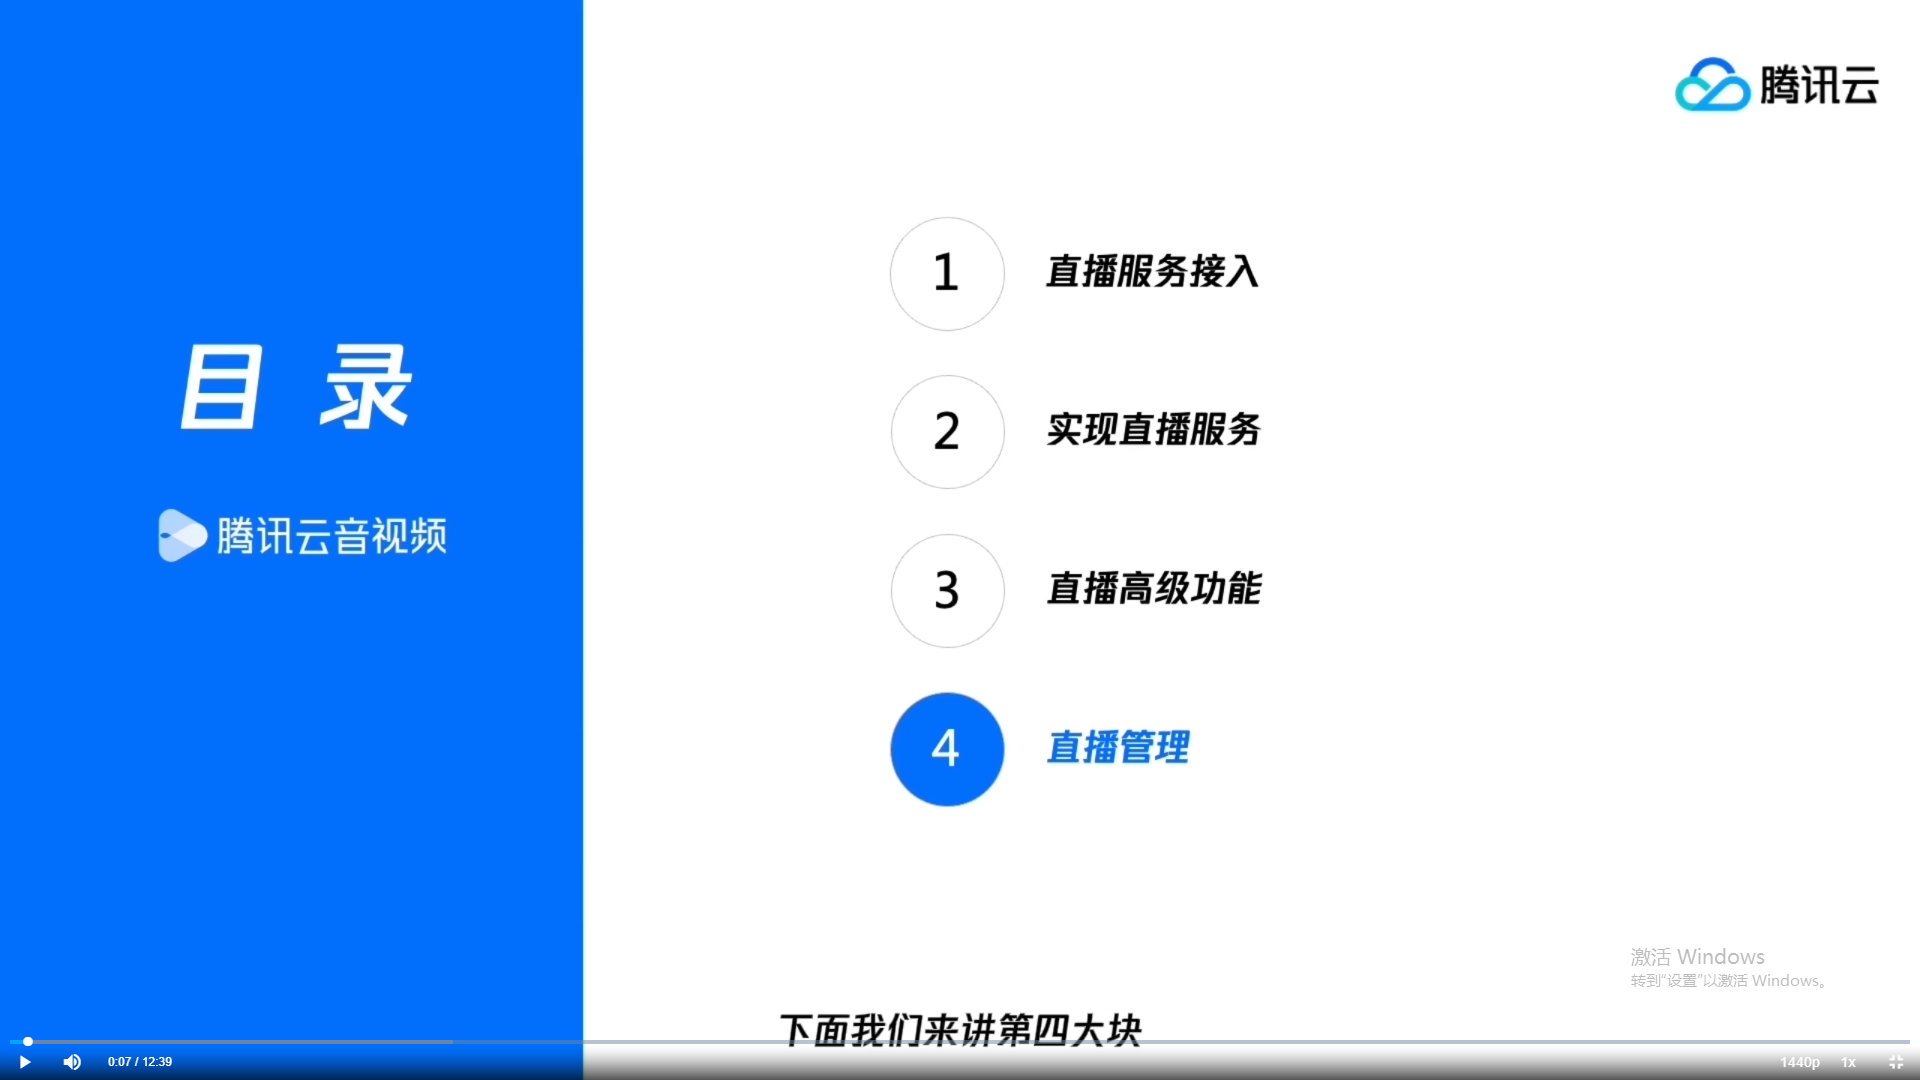 目 录
腾讯云音视频
腾讯云
1 直播服务接入
2 实现直播服务
3 直播高级功能
4 直播管理
激活 Windows
转到“设置”以激活 Windows。
下面我们来讲第四大块
0:07 / 12:39
1440p 1x